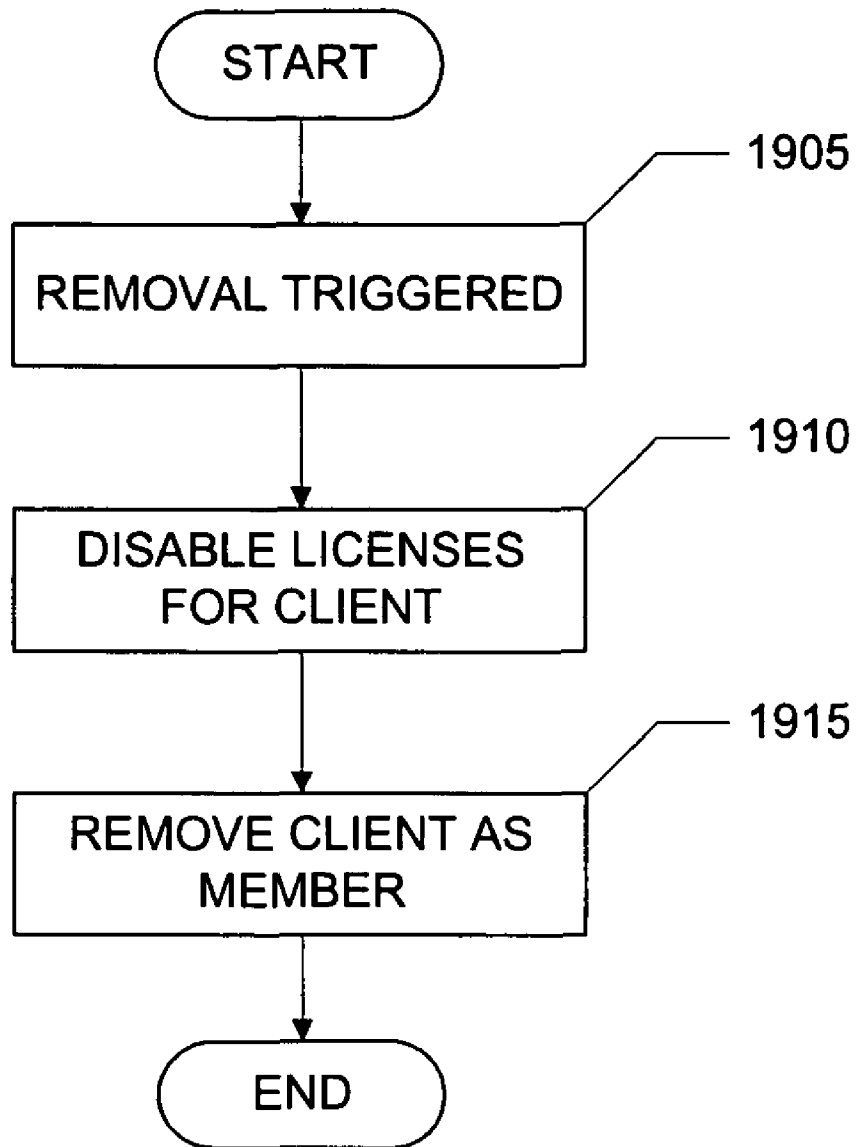 START
1905
REMOVAL TRIGGERED
1910
DISABLE LICENSES
FOR CLIENT
1915
REMOVE CLIENT AS
MEMBER
END